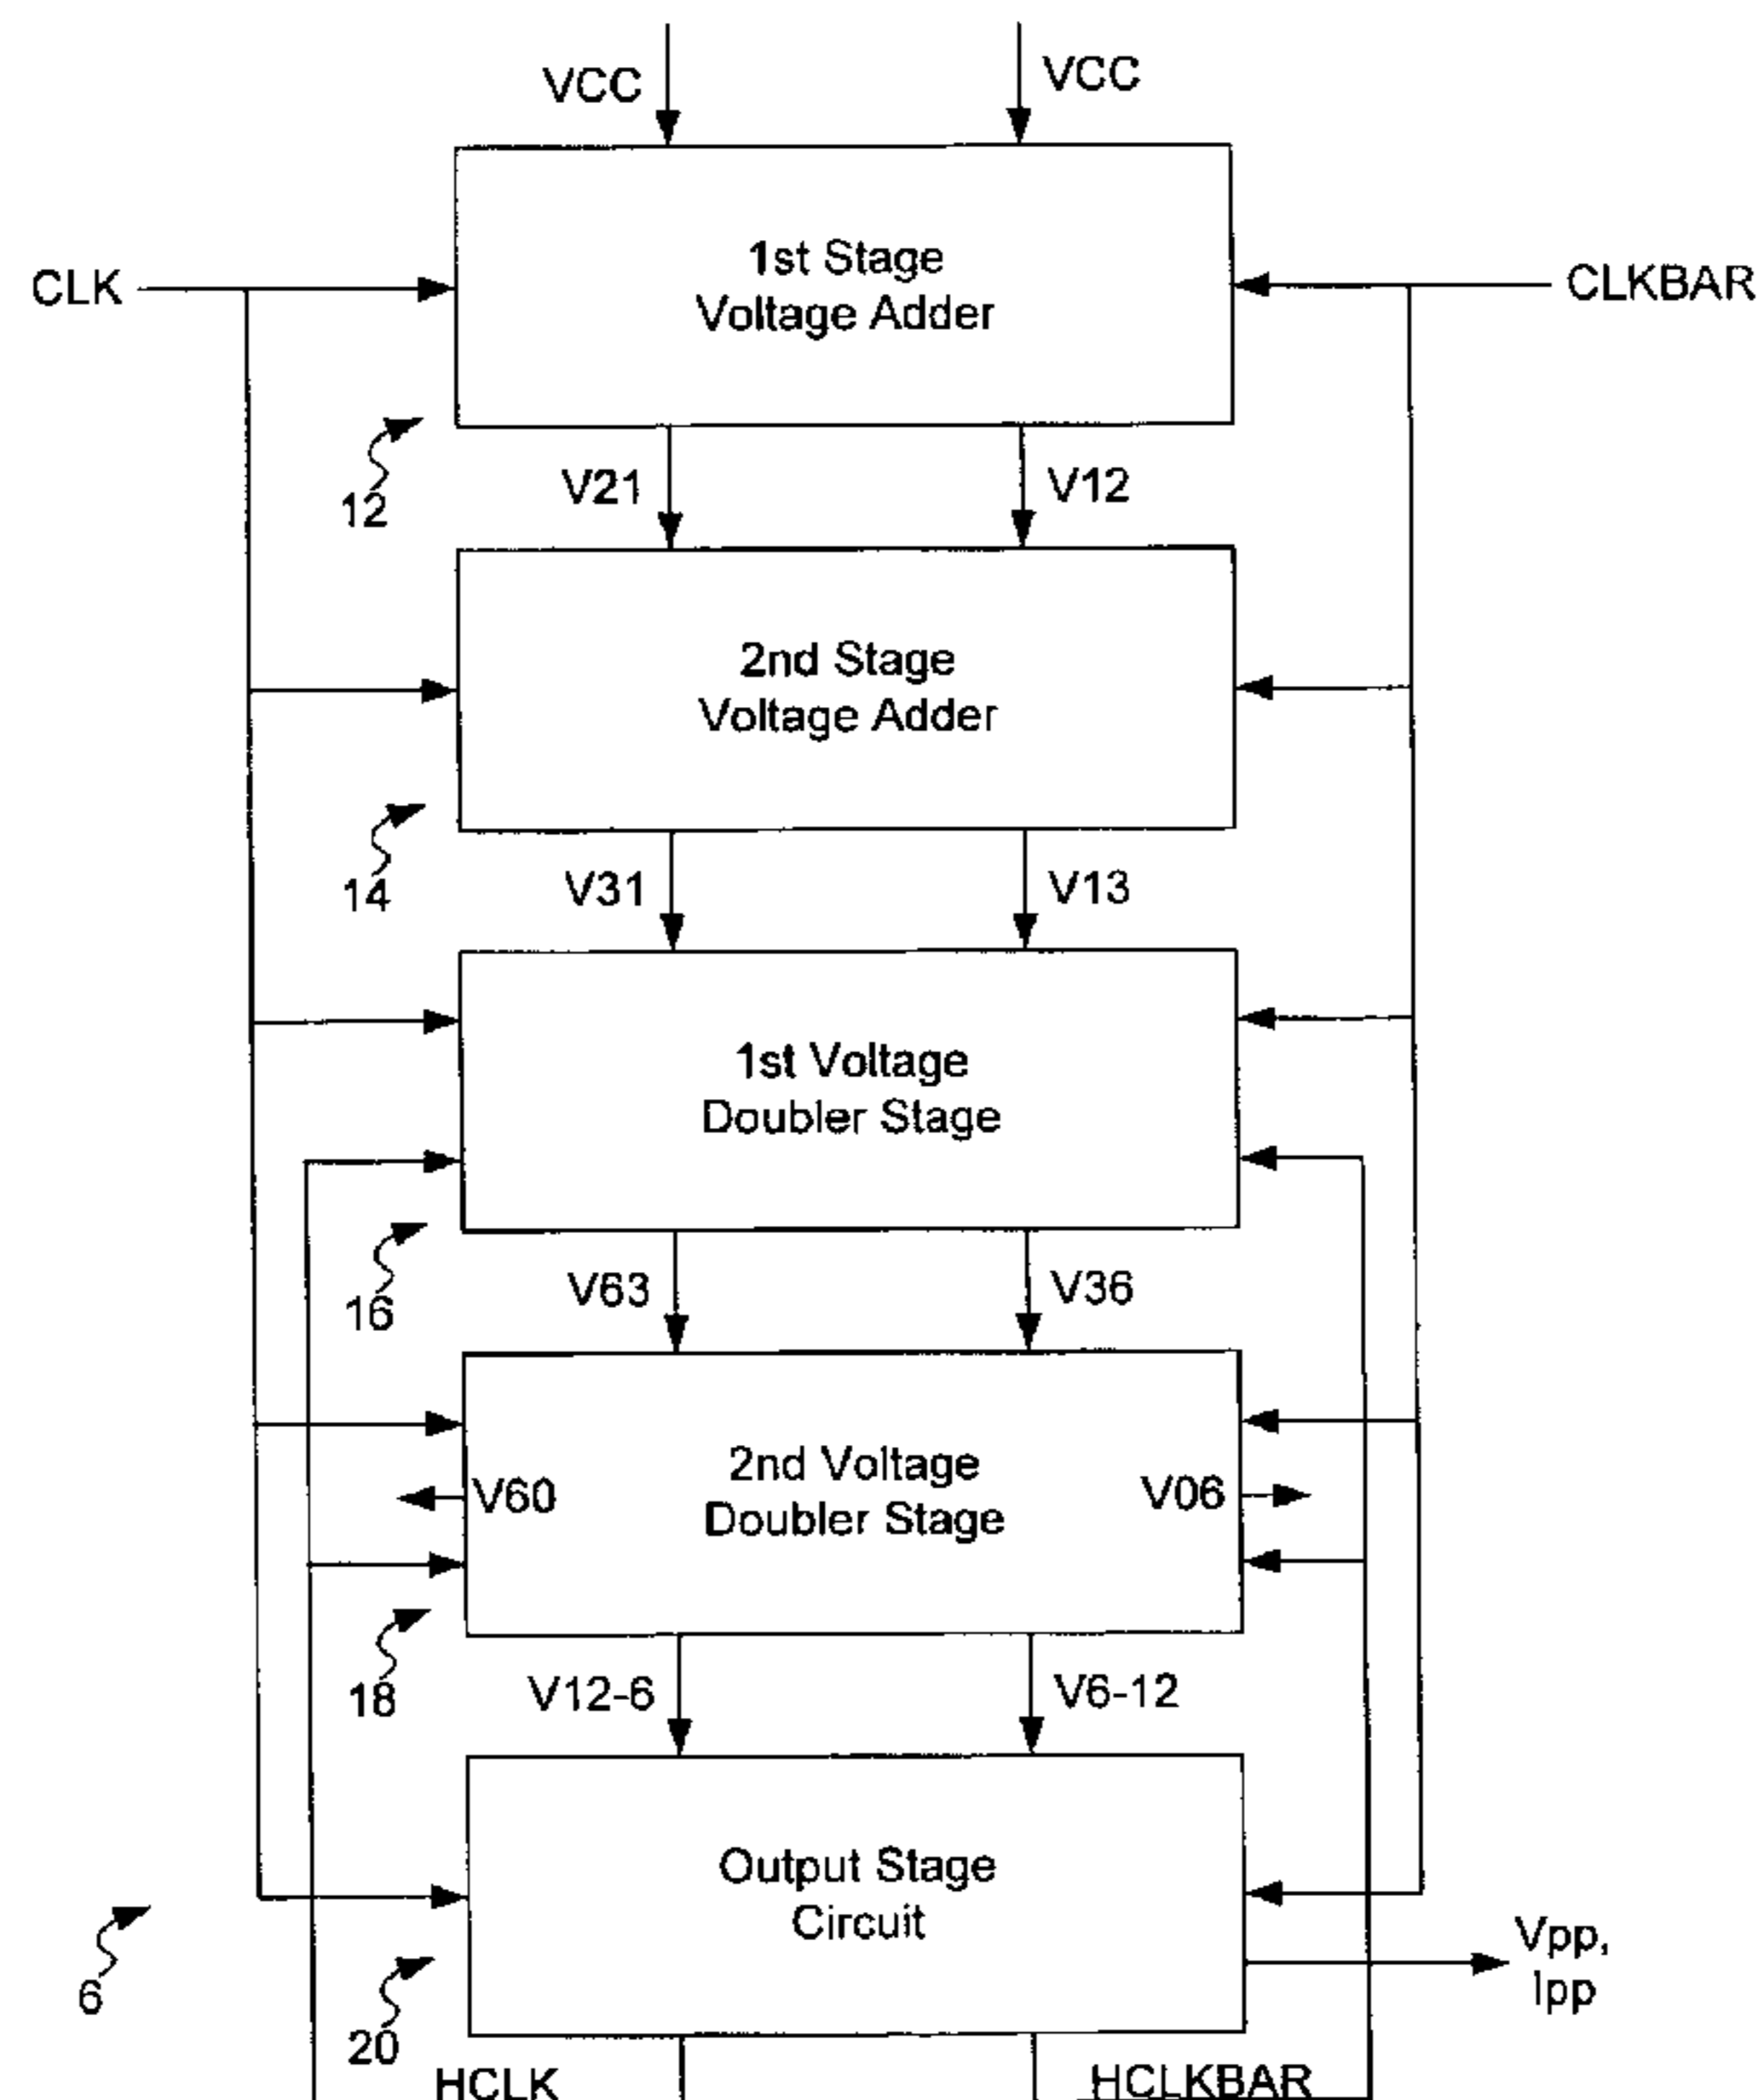 VCC
VCC
1st Stage
Voltage Adder
CLK
CLKBAR
12
V21
V12
2nd Stage
Voltage Adder
14
V31
V13
1st Voltage
Doubler Stage
16
V63
V36
2nd Voltage
Doubler Stage
V60
V06
18
V12-6
V6-12
Output Stage
Circuit
6
20
Vpp,
Ipp
HCLK
HCLKBAR